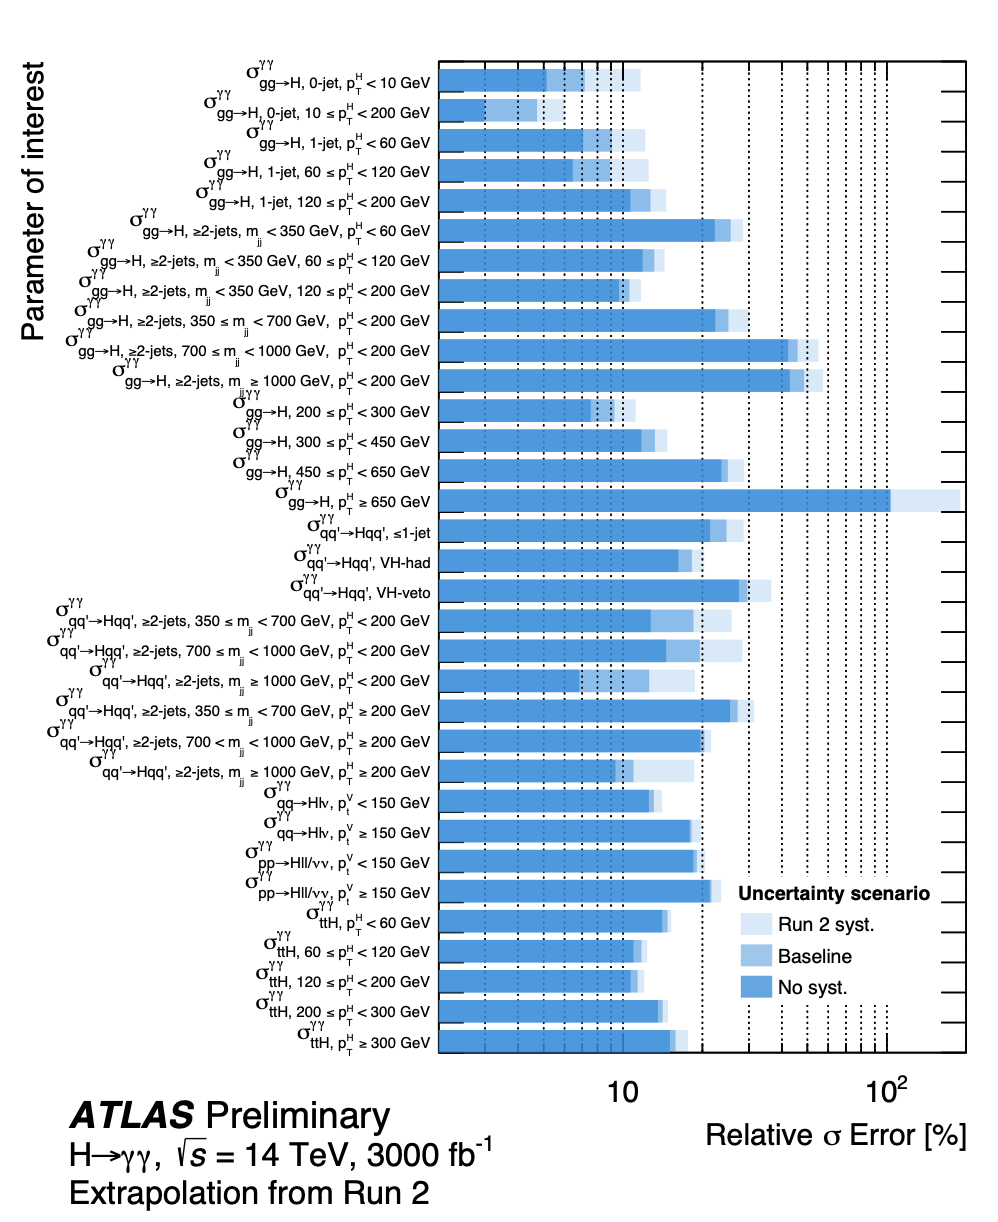 Parameter of interest
σ^γγ gg→H, 0-jet, p_T^H < 10 GeV
σ^γγ gg→H, 0-jet, 10 ≤ p_T^H < 200 GeV
σ^γγ gg→H, 1-jet, p_T^H < 60 GeV
σ^γγ gg→H, 1-jet, 60 ≤ p_T^H < 120 GeV
σ^γγ gg→H, 1-jet, 120 ≤ p_T^H < 200 GeV
σ^γγ gg→H, ≥2-jets, m_jj < 350 GeV, p_T^H < 60 GeV
σ^γγ gg→H, ≥2-jets, m_jj < 350 GeV, 60 ≤ p_T^H < 120 GeV
σ^γγ gg→H, ≥2-jets, m_jj < 350 GeV, 120 ≤ p_T^H < 200 GeV
σ^γγ gg→H, ≥2-jets, 350 ≤ m_jj < 700 GeV, p_T^H < 200 GeV
σ^γγ gg→H, ≥2-jets, 700 ≤ m_jj < 1000 GeV, p_T^H < 200 GeV
σ^γγ gg→H, ≥2-jets, m_jj ≥ 1000 GeV, p_T^H < 200 GeV
σ^γγ gg→H, 200 ≤ p_T^H < 300 GeV
σ^γγ gg→H, 300 ≤ p_T^H < 450 GeV
σ^γγ gg→H, 450 ≤ p_T^H < 650 GeV
σ^γγ gg→H, p_T^H ≥ 650 GeV
σ^γγ qq'→Hqq', ≤1-jet
σ^γγ qq'→Hqq', VH-had
σ^γγ qq'→Hqq', VH-veto
σ^γγ qq'→Hqq', ≥2-jets, 350 ≤ m_jj < 700 GeV, p_T^H < 200 GeV
σ^γγ qq'→Hqq', ≥2-jets, 700 ≤ m_jj < 1000 GeV, p_T^H < 200 GeV
σ^γγ qq'→Hqq', ≥2-jets, m_jj ≥ 1000 GeV, p_T^H < 200 GeV
σ^γγ qq'→Hqq', ≥2-jets, 350 ≤ m_jj < 700 GeV, p_T^H ≥ 200 GeV
σ^γγ qq'→Hqq', ≥2-jets, 700 < m_jj < 1000 GeV, p_T^H ≥ 200 GeV
σ^γγ qq'→Hqq', ≥2-jets, m_jj ≥ 1000 GeV, p_T^H ≥ 200 GeV
σ^γγ qq→Hlν, p_t^V < 150 GeV
σ^γγ qq→Hlν, p_t^V ≥ 150 GeV
σ^γγ pp→Hll/νν, p_t^V < 150 GeV
σ^γγ pp→Hll/νν, p_t^V ≥ 150 GeV
σ^γγ ttH, p_T^H < 60 GeV
σ^γγ ttH, 60 ≤ p_T^H < 120 GeV
σ^γγ ttH, 120 ≤ p_T^H < 200 GeV
σ^γγ ttH, 200 ≤ p_T^H < 300 GeV
σ^γγ ttH, p_T^H ≥ 300 GeV
Uncertainty scenario
Run 2 syst.
Baseline
No syst.
10 10²
Relative σ Error [%]
ATLAS Preliminary
H→γγ, √s = 14 TeV, 3000 fb⁻¹
Extrapolation from Run 2